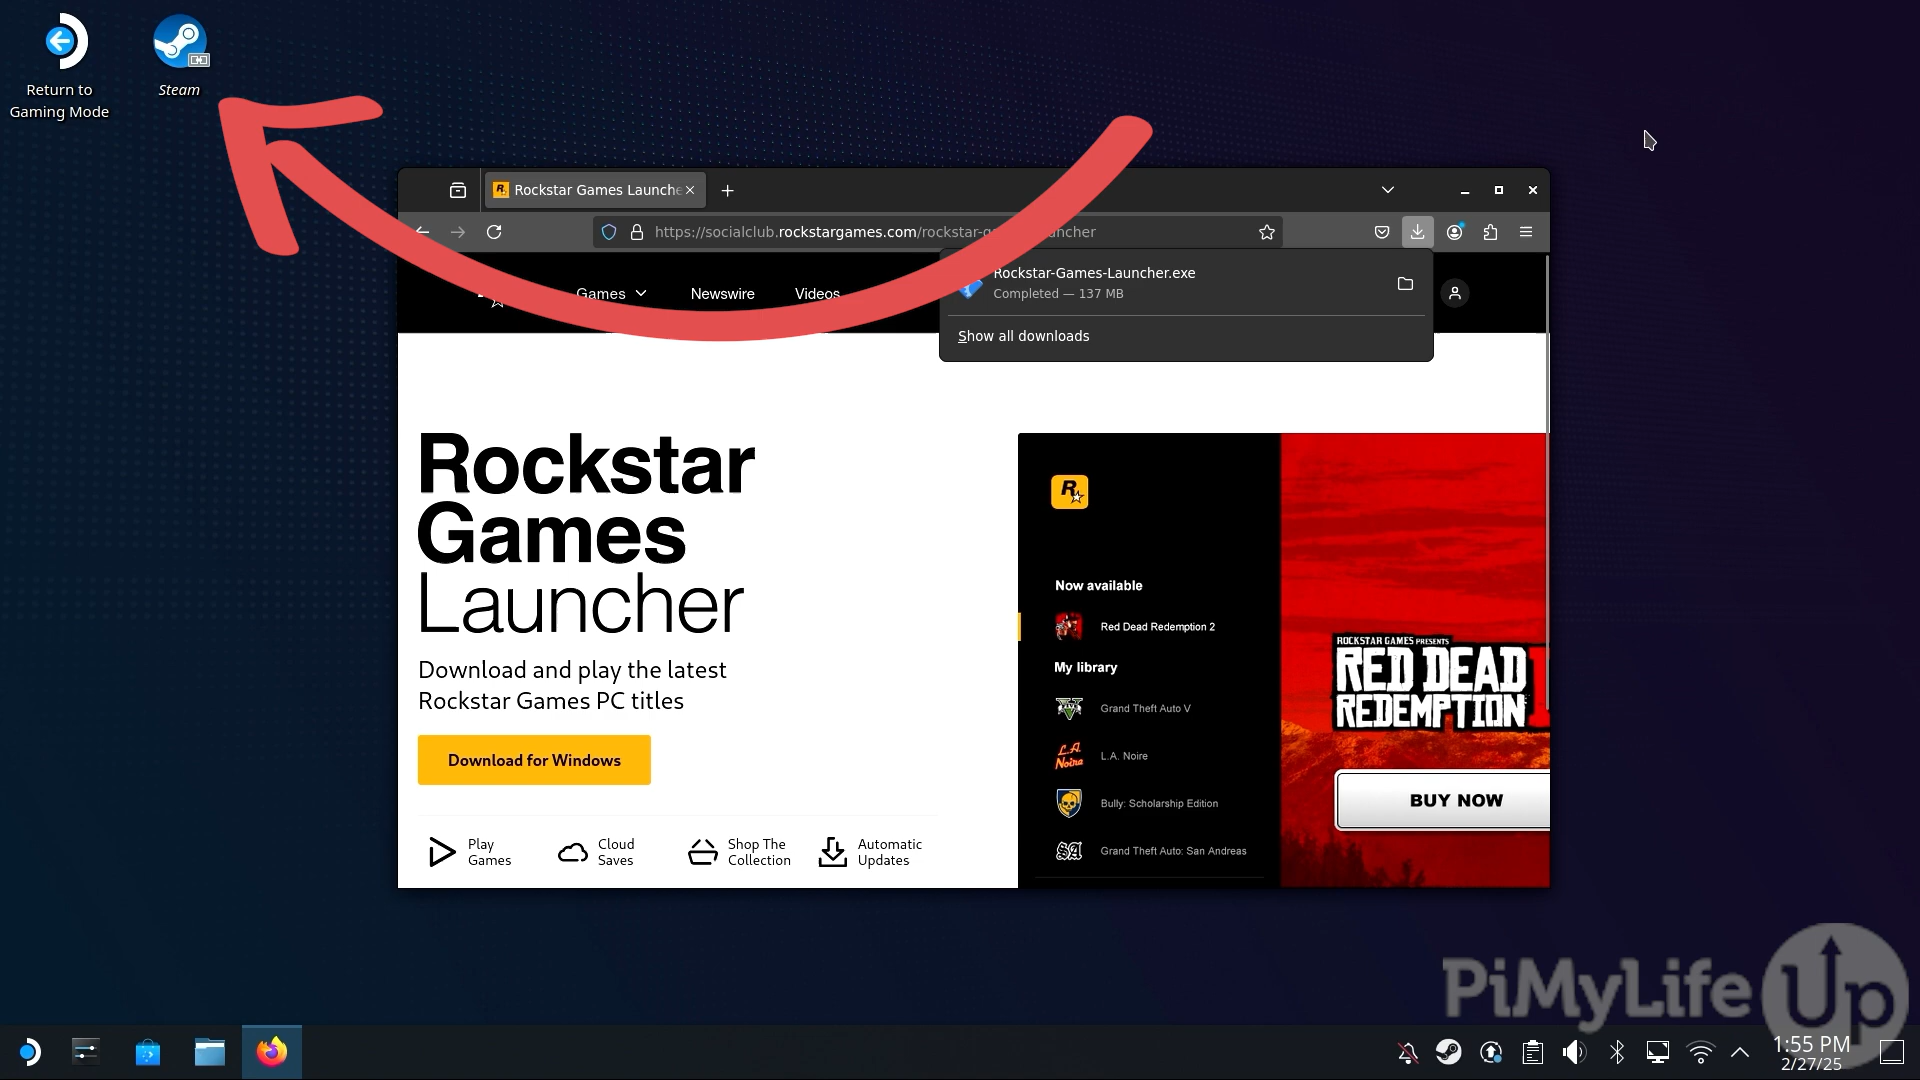 Return to
Gaming Mode
Steam
Rockstar Games Launche
https://socialclub.rockstargames.com/rockstar-ga uncher
Games
Newswire
Videos
Rockstar-Games-Launcher.exe
Completed — 137 MB
Show all downloads
Rockstar
Games
Launcher
Download and play the latest
Rockstar Games PC titles
Download for Windows
Play
Games
Cloud
Saves
Shop The
Collection
Automatic
Updates
Now available
Red Dead Redemption 2
My library
Grand Theft Auto V
L.A. Noire
Bully: Scholarship Edition
Grand Theft Auto: San Andreas
ROCKSTAR GAMES PRESENTS
RED DEAD
REDEMPTION
BUY NOW
PiMyLifeUp
1:55 PM
2/27/25